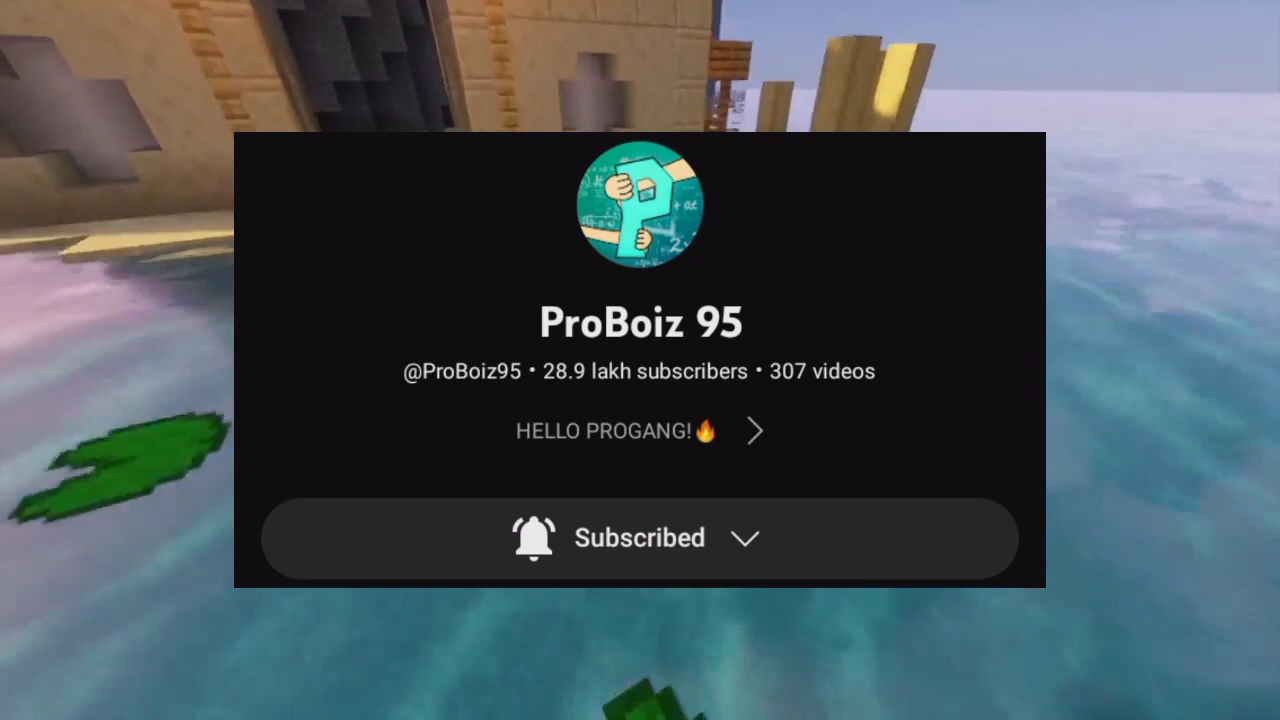 P
ProBoiz 95
@ProBoiz95 • 28.9 lakh subscribers • 307 videos
HELLO PROGANG!🔥
Subscribed